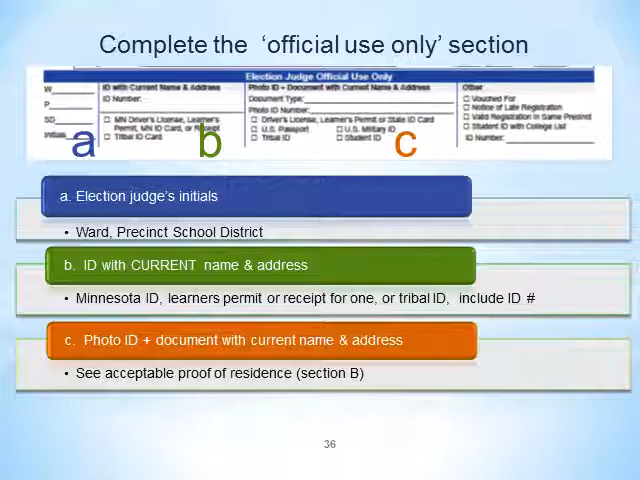 Complete the ‘official use only’ section
Election Judge Official Use Only
W
P
SD
Initials
ID with Current Name & Address
ID Number:
☐ MN Driver's License, Learner's
Permit, MN ID Card, or Receipt
☐ Tribal ID Card
Photo ID + Document with Current Name & Address
Document Type:
Photo ID Number:
☐ Driver's License, Learner's Permit or State ID Card
☐ U.S. Passport ☐ U.S. Military ID
☐ Tribal ID ☐ Student ID
Other
☐ Vouched For
☐ Notice of Late Registration
☐ Valid Registration in Same Precinct
☐ Student ID with College List
ID Number:
a b c
a. Election judge’s initials
• Ward, Precinct School District
b. ID with CURRENT name & address
• Minnesota ID, learners permit or receipt for one, or tribal ID, include ID #
c. Photo ID + document with current name & address
• See acceptable proof of residence (section B)
36